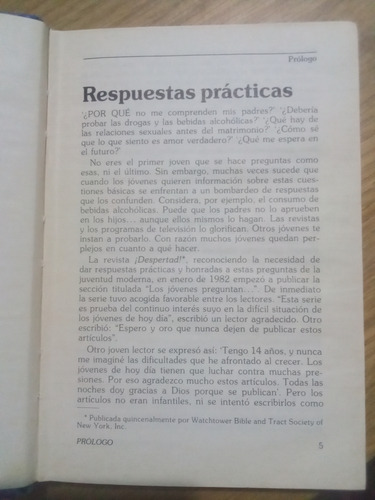 Prólogo
Respuestas prácticas
‘¿POR QUÉ no me comprenden mis padres?’ ‘¿Debería
probar las drogas y las bebidas alcohólicas?’ ‘¿Qué hay de
las relaciones sexuales antes del matrimonio?’ ‘¿Cómo sé
que lo que siento es amor verdadero?’ ‘¿Qué me espera en
el futuro?’
No eres el primer joven que se hace preguntas como
esas, ni el último. Sin embargo, muchas veces sucede que
cuando los jóvenes quieren información sobre estas cues-
tiones básicas se enfrentan a un bombardeo de respuestas
que los confunden. Considera, por ejemplo, el consumo de
bebidas alcohólicas. Puede que los padres no lo aprueben
en los hijos... aunque ellos mismos lo hagan. Las revistas
y los programas de televisión lo glorifican. Otros jóvenes te
instan a probarlo. Con razón muchos jóvenes quedan per-
plejos en cuanto a qué hacer.
La revista ¡Despertad!*, reconociendo la necesidad de
dar respuestas prácticas y honradas a estas preguntas de la
juventud moderna, en enero de 1982 empezó a publicar la
sección titulada “Los jóvenes preguntan...”. De inmediato
la serie tuvo acogida favorable entre los lectores. “Esta serie
es prueba del continuo interés suyo en la difícil situación de
los jóvenes de hoy día”, escribió un lector agradecido. Otro
escribió: “Espero y oro que nunca dejen de publicar estos
artículos”.
Otro joven lector se expresó así: ‘Tengo 14 años, y nunca
me imaginé las dificultades que he afrontado al crecer. Los
jóvenes de hoy día tienen que luchar contra muchas pre-
siones. Por eso agradezco mucho estos artículos. Todas las
noches doy gracias a Dios porque se publican’. Pero los
artículos no eran infantiles, ni se intentó escribirlos como
* Publicada quincenalmente por Watchtower Bible and Tract Society of
New York, Inc.
PRÓLOGO
5